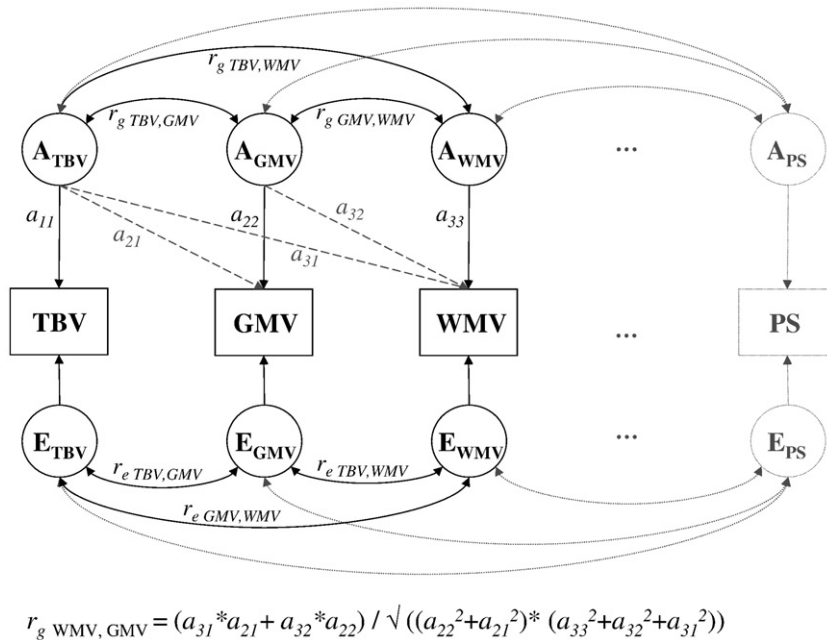 r_g TBV,WMV
r_g TBV,GMV r_g GMV,WMV
A_TBV A_GMV A_WMV ... A_PS
a_11 a_21 a_22 a_31 a_32 a_33
TBV GMV WMV ... PS
E_TBV E_GMV E_WMV ... E_PS
r_e TBV,GMV r_e TBV,WMV
r_e GMV,WMV
r_g WMV, GMV = (a_31*a_21+ a_32*a_22) / √ ((a_22²+a_21²)* (a_33²+a_32²+a_31²))